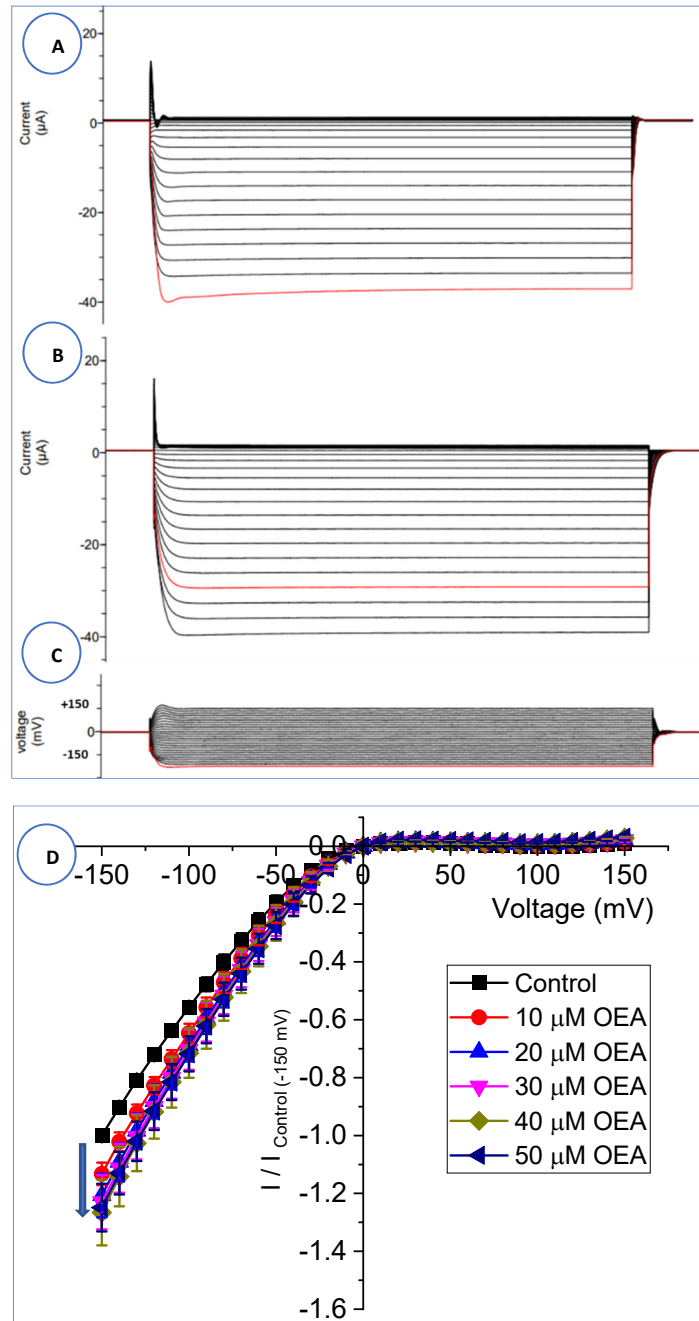 A
20
0
-20
-40
Current
(µA)
B
20
0
-20
-40
Current
(µA)
C
+150
0
-150
voltage
(mV)
D
0.0
-150
-100
-50
0
50
100
150
Voltage (mV)
-0.2
-0.4
-0.6
-0.8
-1.0
-1.2
-1.4
-1.6
I / I Control (-150 mV)
Control
10 µM OEA
20 µM OEA
30 µM OEA
40 µM OEA
50 µM OEA